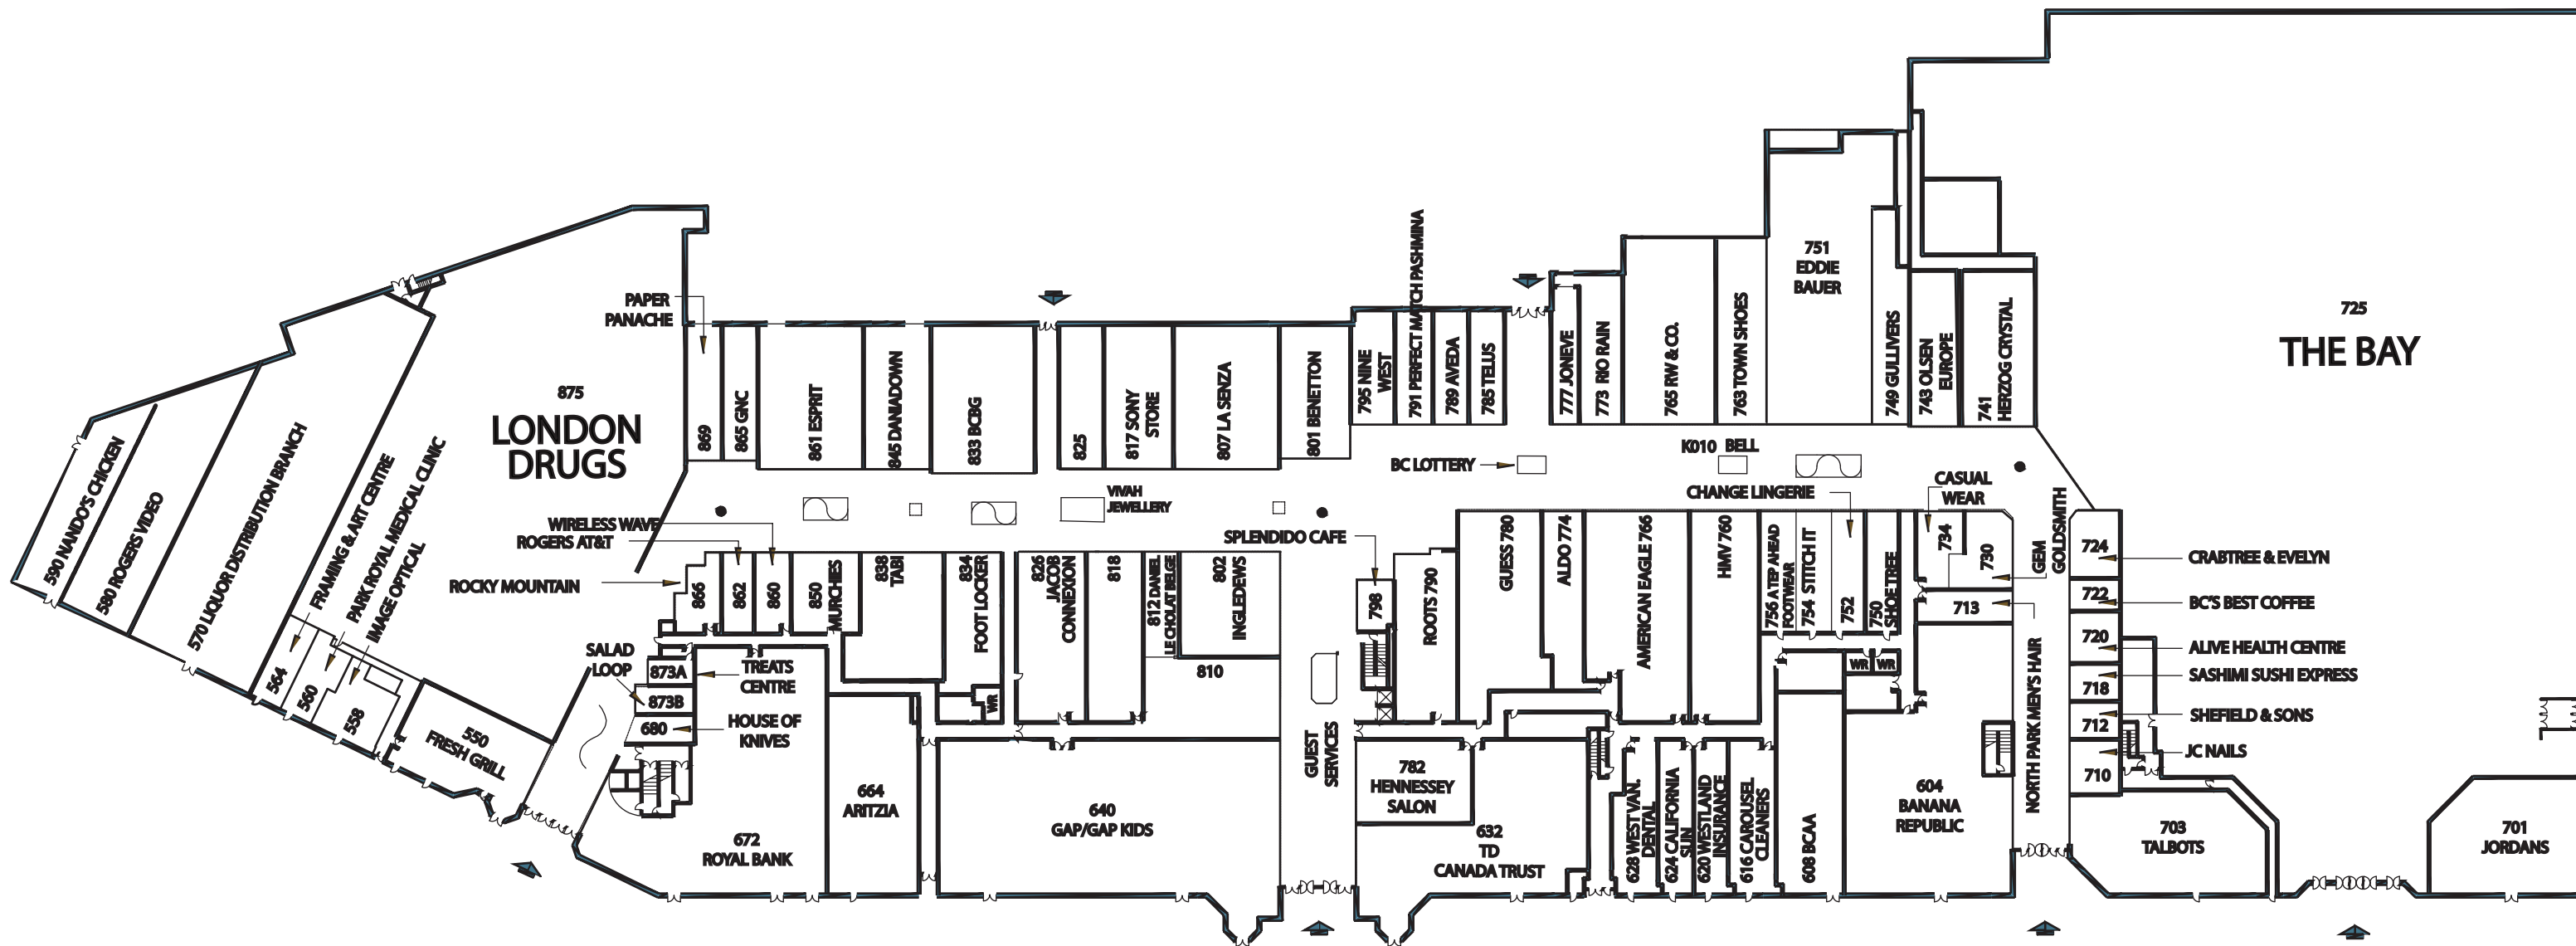 590 NANDO'S CHICKEN
580 ROGERS VIDEO
570 LIQUOR DISTRIBUTION BRANCH
FRAMING & ART CENTRE
PARK ROYAL MEDICAL CLINIC
IMAGE OPTICAL
564
560
558
550
FRESH GRILL
875
LONDON
DRUGS
PAPER
PANACHE
869
865 GNC
861 ESPRIT
845 DANIADOWN
833 BCBG
825
817 SONY
STORE
807 LA SENZA
801 BENETTON
795 NINE
WEST
791 PERFECT MATCH PASHMINA
789 AVEDA
785 TELUS
777 JONEVE
773 RIO RAIN
765 RW & CO.
763 TOWN SHOES
751
EDDIE
BAUER
749 GULLIVERS
743 OLSEN
EUROPE
741
HERZOG CRYSTAL
725
THE BAY
K010 BELL
BC LOTTERY
VIVAH
JEWELLERY
WIRELESS WAVE
ROGERS AT&T
ROCKY MOUNTAIN
866
862
860
850
MURCHIES
838
TABI
834
FOOT LOCKER
826
JACOB
CONNEXION
818
812 DANIEL
LE CHOLAT BELGE
802
INGLEDEWS
810
SPLENDIDO CAFE
798
ROOTS 790
GUESS 780
ALDO 774
AMERICAN EAGLE 766
HMV 760
CHANGE LINGERIE
756 A TEP AHEAD
FOOTWEAR
754 STITCH IT
752
750
SHOE TREE
CASUAL
WEAR
734
730
713
GEM
GOLDSMITH
NORTH PARK MEN'S HAIR
724
CRABTREE & EVELYN
722
BC'S BEST COFFEE
720
ALIVE HEALTH CENTRE
SASHIMI SUSHI EXPRESS
718
SHEFIELD & SONS
712
JC NAILS
710
SALAD
LOOP
873A
TREATS
CENTRE
873B
680
HOUSE OF
KNIVES
WR
WR
WR
672
ROYAL BANK
664
ARITZIA
640
GAP/GAP KIDS
GUEST
SERVICES
782
HENNESSEY
SALON
632
TD
CANADA TRUST
628 WEST VAN.
DENTAL
624 CALIFORNIA
SUN
620 WESTLAND
INSURANCE
616 CAROUSEL
CLEANERS
608 BCAA
604
BANANA
REPUBLIC
703
TALBOTS
701
JORDANS